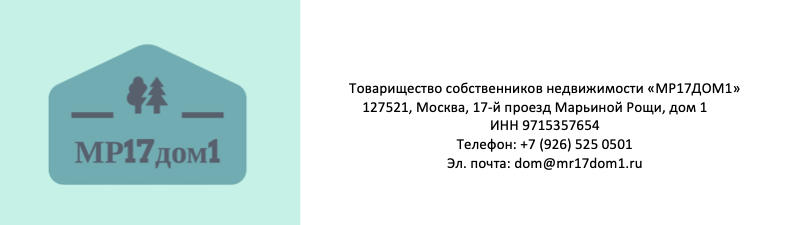 МР17дом1
Товарищество собственников недвижимости «МР17ДОМ1»
127521, Москва, 17-й проезд Марьиной Рощи, дом 1
ИНН 9715357654
Телефон: +7 (926) 525 0501
Эл. почта: dom@mr17dom1.ru